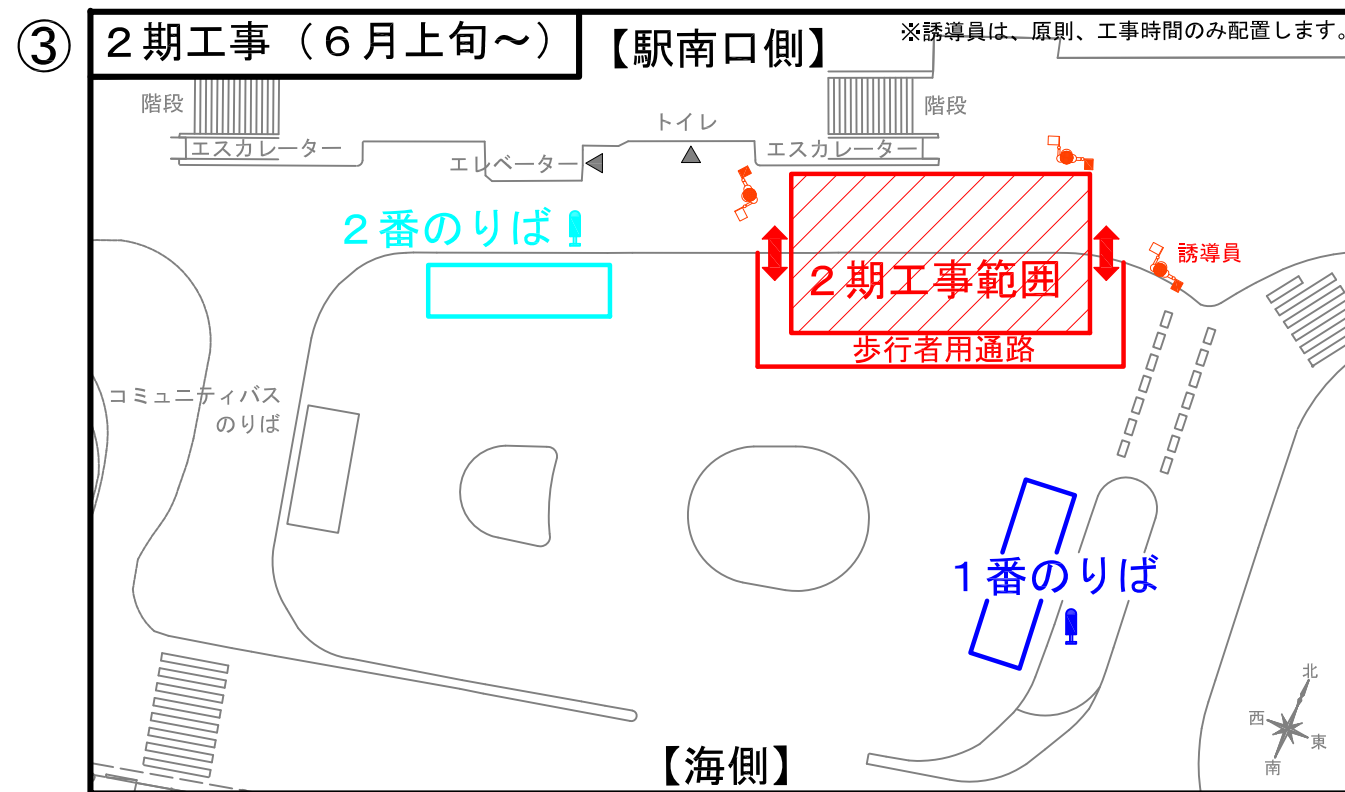 ③
２期工事（６月上旬～）
【駅南口側】
※誘導員は、原則、工事時間のみ配置します。
階段
階段
トイレ
エスカレーター
エレベーター
エスカレーター
２番のりば
誘導員
２期工事範囲
歩行者用通路
コミュニティバス
のりば
１番のりば
北
西
東
南
【海側】